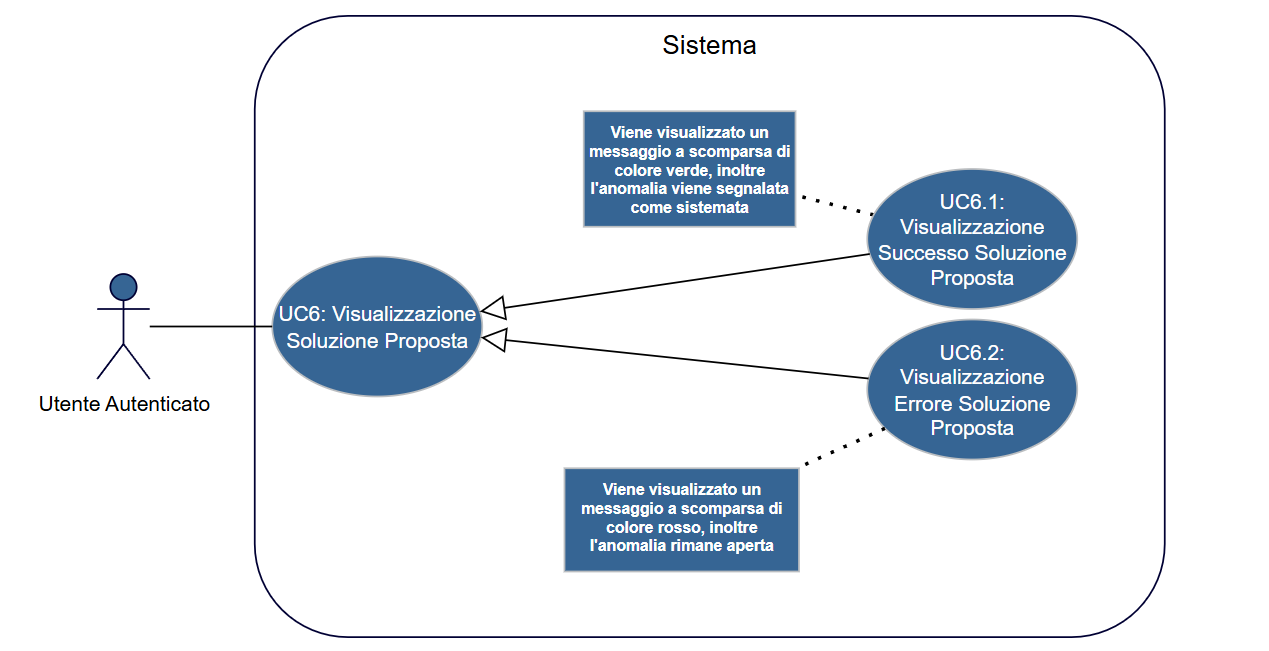 Sistema
Viene visualizzato un
messaggio a scomparsa di
colore verde, inoltre
l'anomalia viene segnalata
come sistemata
UC6.1:
Visualizzazione
Successo Soluzione
Proposta
UC6: Visualizzazione
Soluzione Proposta
UC6.2:
Visualizzazione
Errore Soluzione
Proposta
Utente Autenticato
Viene visualizzato un
messaggio a scomparsa di
colore rosso, inoltre
l'anomalia rimane aperta